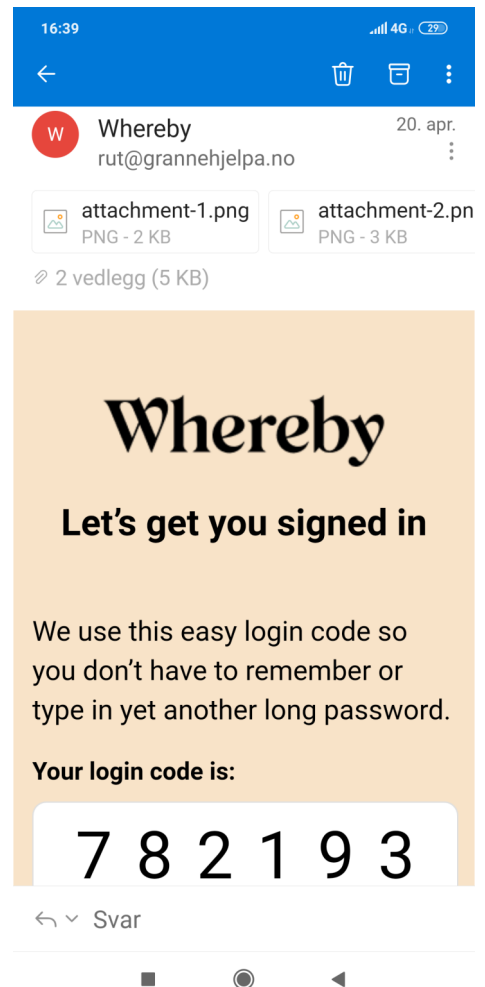 16:39
4G
29
W
Whereby
20. apr.
rut@grannehjelpa.no
attachment-1.png
PNG - 2 KB
attachment-2.pn
PNG - 3 KB
2 vedlegg (5 KB)
Whereby
Let’s get you signed in
We use this easy login code so
you don’t have to remember or
type in yet another long password.
Your login code is:
7 8 2 1 9 3
Svar